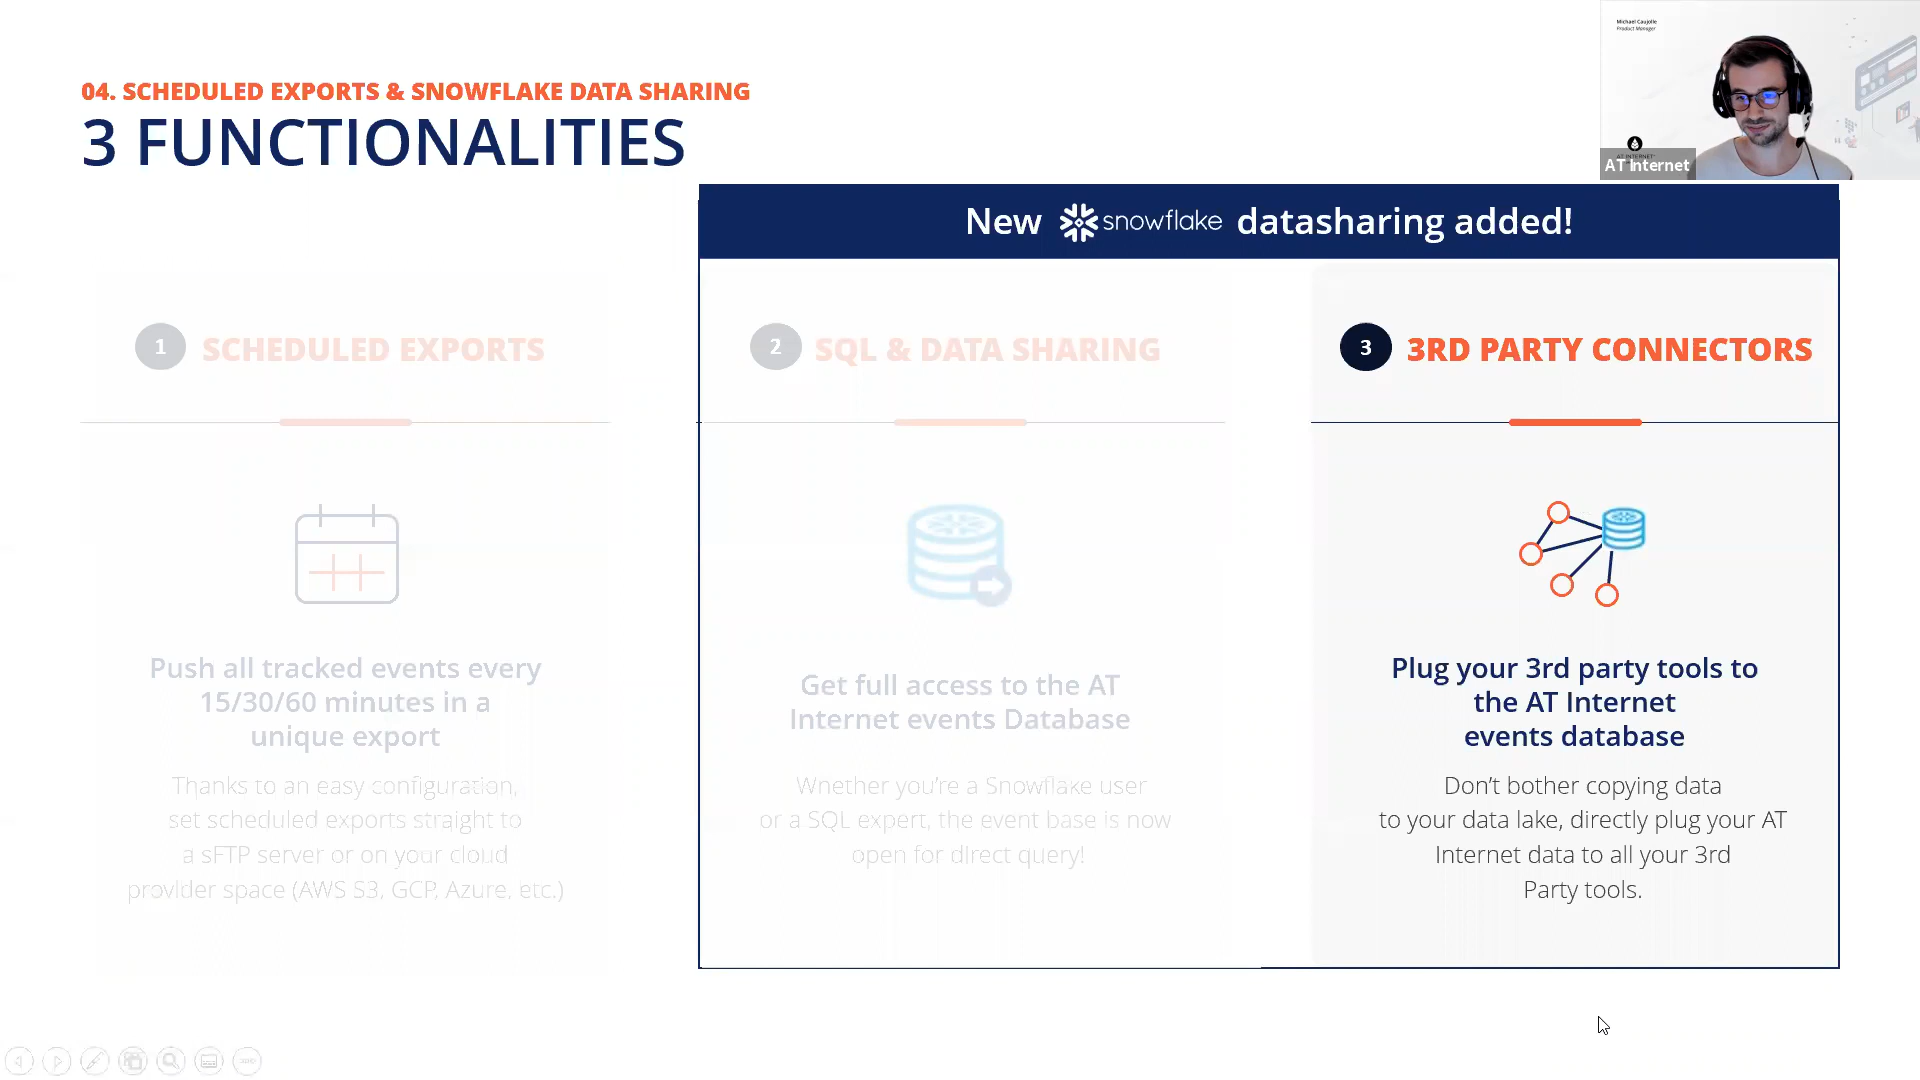 Michael Caujolle
Product Manager
AT Internet
04. SCHEDULED EXPORTS & SNOWFLAKE DATA SHARING
3 FUNCTIONALITIES
New snowflake datasharing added!
1 SCHEDULED EXPORTS
Push all tracked events every
15/30/60 minutes in a
unique export
Thanks to an easy configuration,
set scheduled exports straight to
a sFTP server or on your cloud
provider space (AWS S3, GCP, Azure, etc.)
2 SQL & DATA SHARING
Get full access to the AT
Internet events Database
Whether you're a Snowflake user
or a SQL expert, the event base is now
open for direct query!
3 3RD PARTY CONNECTORS
Plug your 3rd party tools to
the AT Internet
events database
Don't bother copying data
to your data lake, directly plug your AT
Internet data to all your 3rd
Party tools.